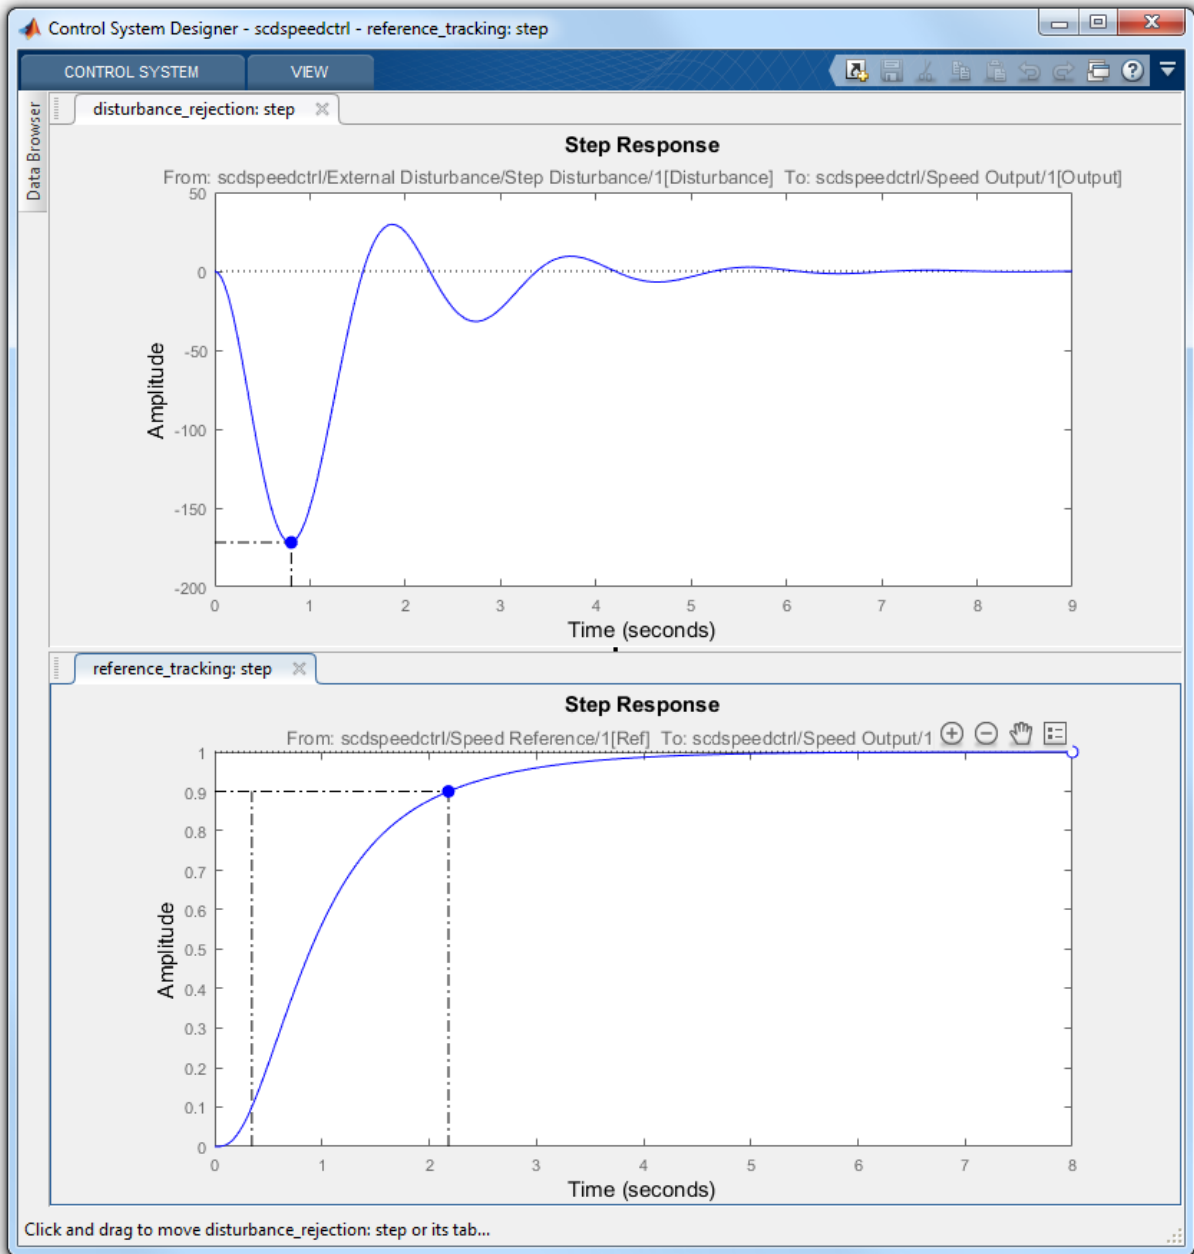 Control System Designer - scdspeedctrl - reference_tracking: step
CONTROL SYSTEM VIEW
Data Browser
disturbance_rejection: step
Step Response
From: scdspeedctrl/External Disturbance/Step Disturbance/1[Disturbance] To: scdspeedctrl/Speed Output/1[Output]
50
0
-50
-100
-150
-200
Amplitude
0 1 2 3 4 5 6 7 8 9
Time (seconds)
reference_tracking: step
Step Response
From: scdspeedctrl/Speed Reference/1[Ref] To: scdspeedctrl/Speed Output/1
1
0.9
0.8
0.7
0.6
0.5
0.4
0.3
0.2
0.1
0
Amplitude
0 1 2 3 4 5 6 7 8
Time (seconds)
Click and drag to move disturbance_rejection: step or its tab...